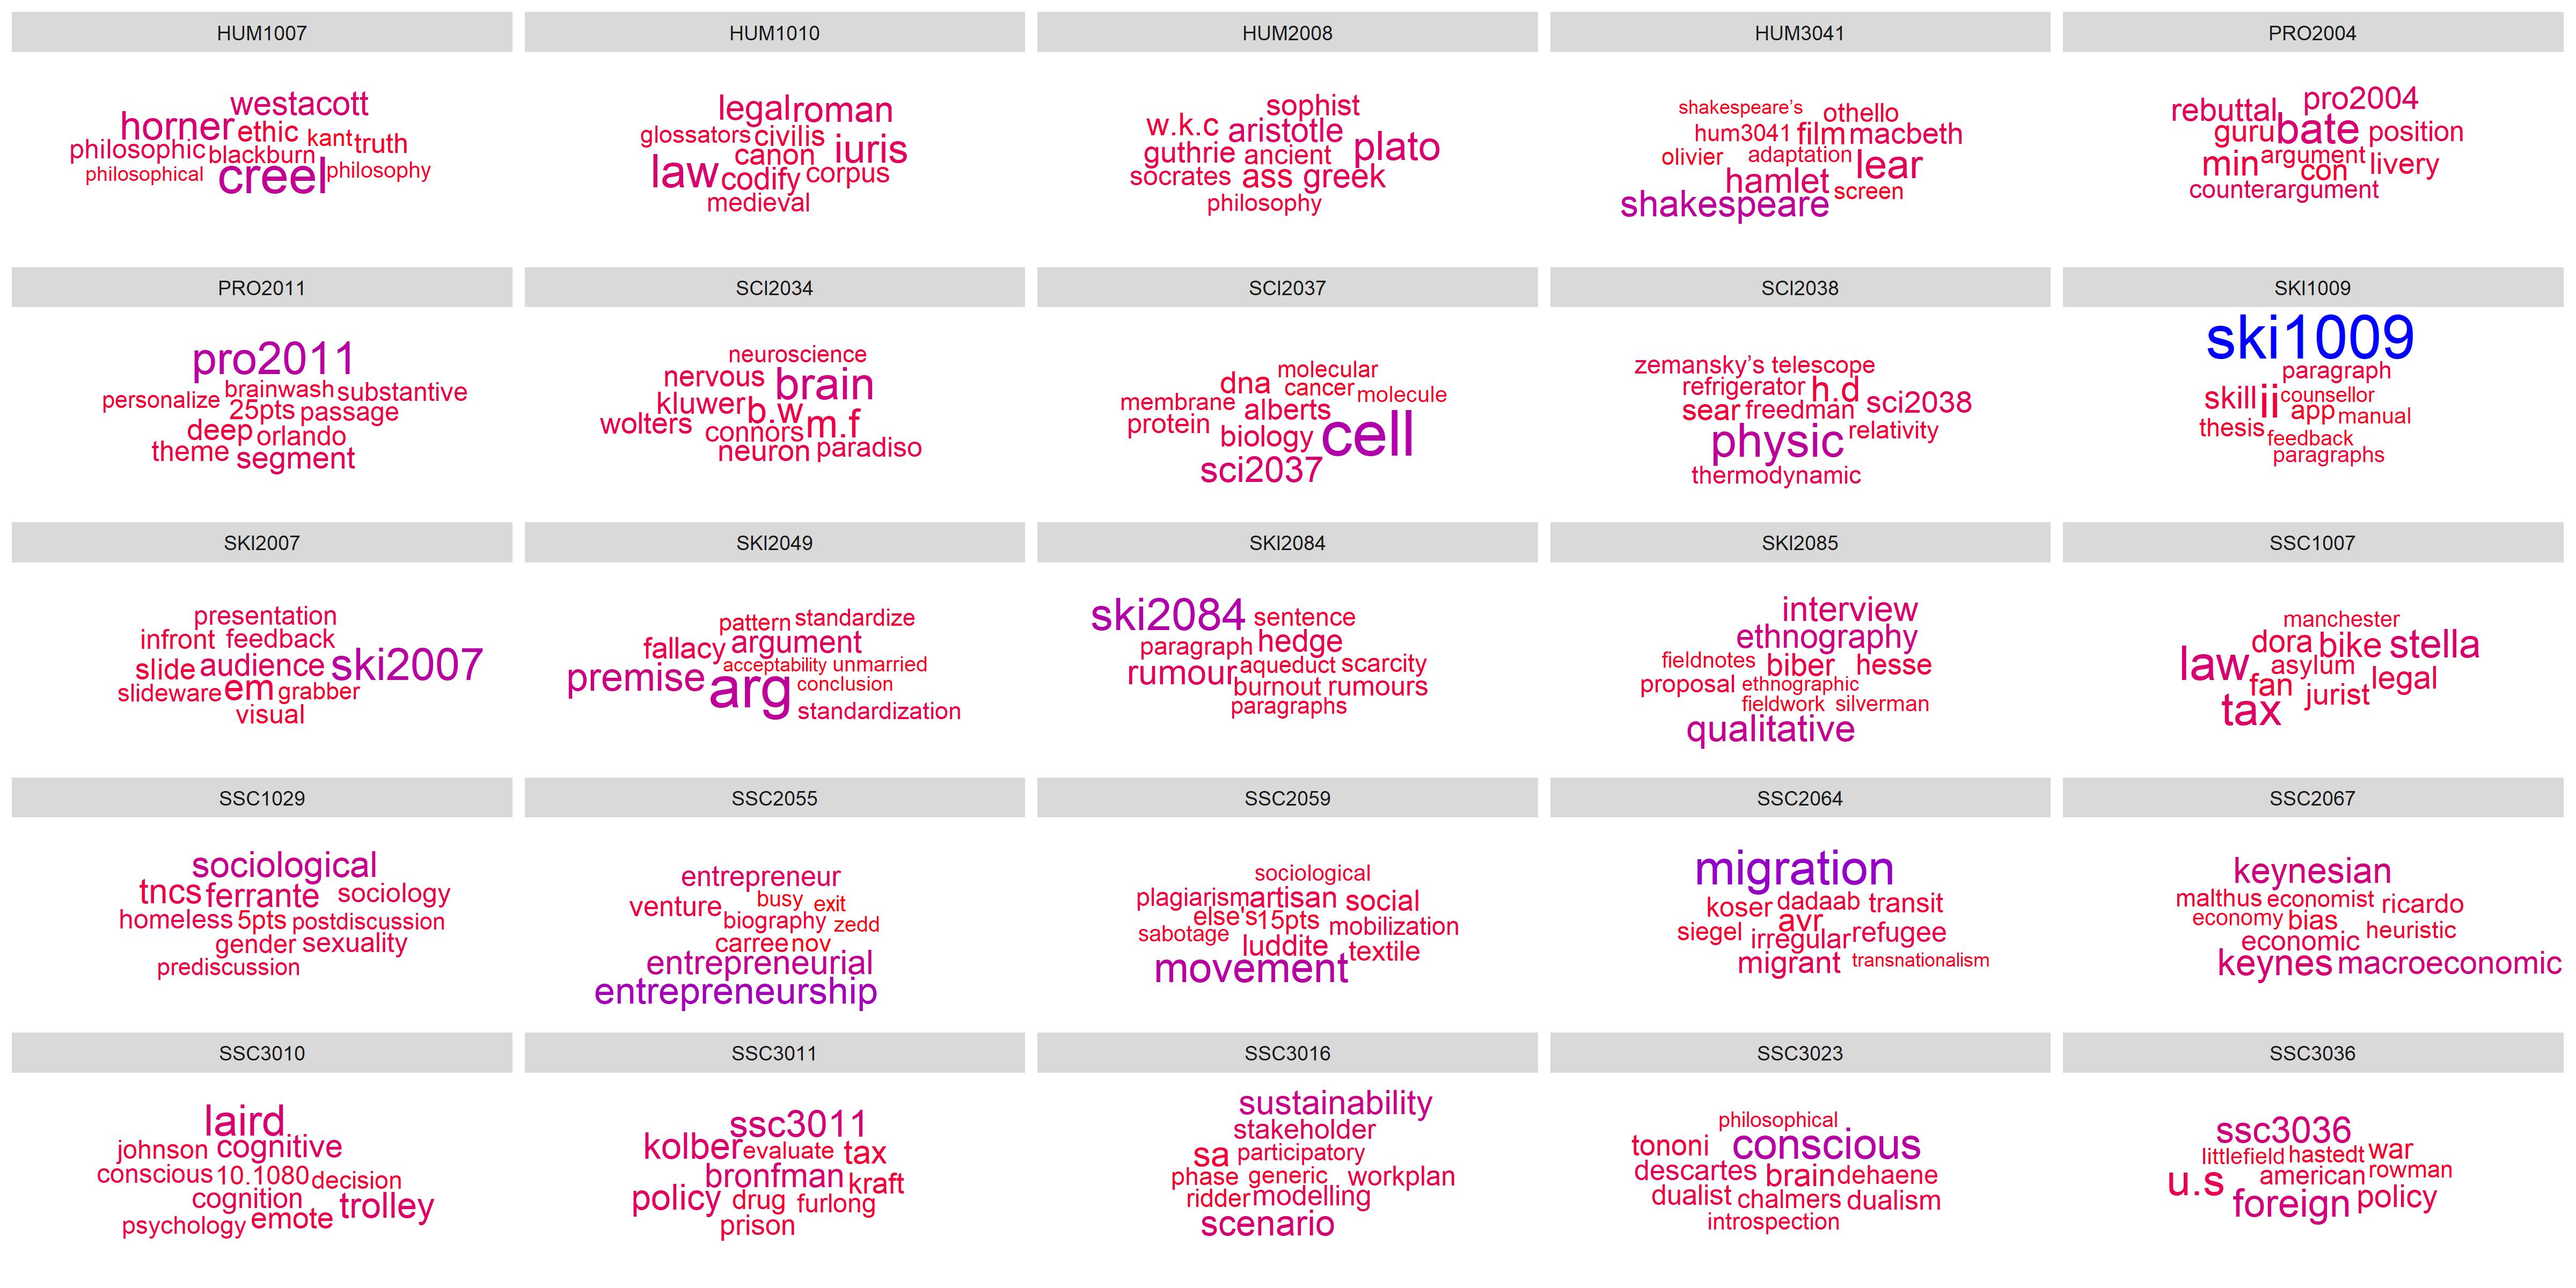 HUM1007
westacott
horner ethic kant truth
philosophic blackburn
philosophical creel philosophy
HUM1010
legal roman
glossators civilis
canon iuris
law codify corpus
medieval
HUM2008
sophist
w.k.c aristotle
guthrie ancient plato
socrates ass greek
philosophy
HUM3041
shakespeare's othello
hum3041 film macbeth
olivier adaptation lear
hamlet screen
shakespeare
PRO2004
rebuttal pro2004
guru bate position
min argument con livery
counterargument
PRO2011
pro2011
personalize brainwash substantive
25pts passage
deep orlando
theme segment
SCI2034
neuroscience
nervous brain
kluwer b.w m.f
wolters connors
neuron paradiso
SCI2037
molecular
dna cancer molecule
membrane alberts
protein biology cell
sci2037
SCI2038
zemansky’s telescope
refrigerator h.d
sear freedman sci2038
physic relativity
thermodynamic
SKI1009
ski1009
paragraph
skill ii counsellor
app manual
thesis feedback
paragraphs
SKI2007
presentation
infront feedback
slide audience ski2007
slideware em grabber
visual
SKI2049
pattern standardize
fallacy argument
acceptability unmarried
premise arg conclusion
standardization
SKI2084
ski2084 sentence
paragraph hedge
rumour aqueduct scarcity
burnout rumours
paragraphs
SKI2085
interview
ethnography
fieldnotes biber hesse
proposal ethnographic
fieldwork silverman
qualitative
SSC1007
manchester
dora bike stella
law asylum
fan jurist legal
tax
SSC1029
sociological
tncs ferrante sociology
homeless 5pts postdiscussion
gender sexuality
prediscussion
SSC2055
entrepreneur
venture busy exit
biography zedd
carree nov
entrepreneurial
entrepreneurship
SSC2059
sociological
plagiarism artisan social
else's 15pts mobilization
sabotage luddite textile
movement
SSC2064
migration
koser dadaab transit
avr
siegel irregular refugee
migrant transnationalism
SSC2067
keynesian
malthus economist ricardo
economy bias heuristic
economic
keynes macroeconomic
SSC3010
laird
johnson cognitive
conscious 10.1080 decision
cognition trolley
psychology emote
SSC3011
ssc3011
kolber evaluate tax
bronfman kraft
policy drug furlong
prison
SSC3016
sustainability
stakeholder
sa participatory
phase generic workplan
ridder modelling
scenario
SSC3023
philosophical
tononi conscious
descartes brain dehaene
dualist chalmers dualism
introspection
SSC3036
ssc3036
littlefield hastedt war
u.s american rowman
foreign policy